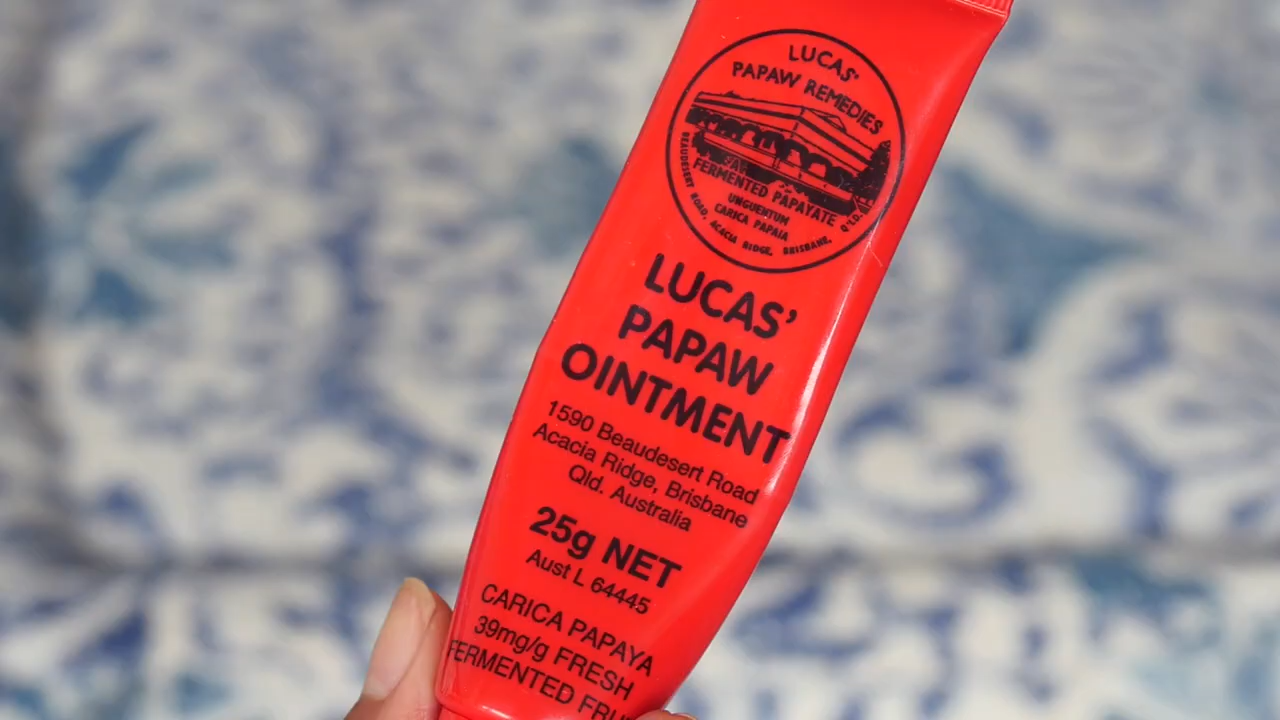 LUCAS'
PAPAW REMEDIES
FERMENTED PAPAYATE
UNGUENTUM
CARICA PAPAIA
BEAUDESERT ROAD, ACACIA RIDGE, BRISBANE, Q'LD.
LUCAS'
PAPAW
OINTMENT
1590 Beaudesert Road
Acacia Ridge, Brisbane
Qld. Australia
25g NET
Aust L 64445
CARICA PAPAYA
39mg/g FRESH
FERMENTED